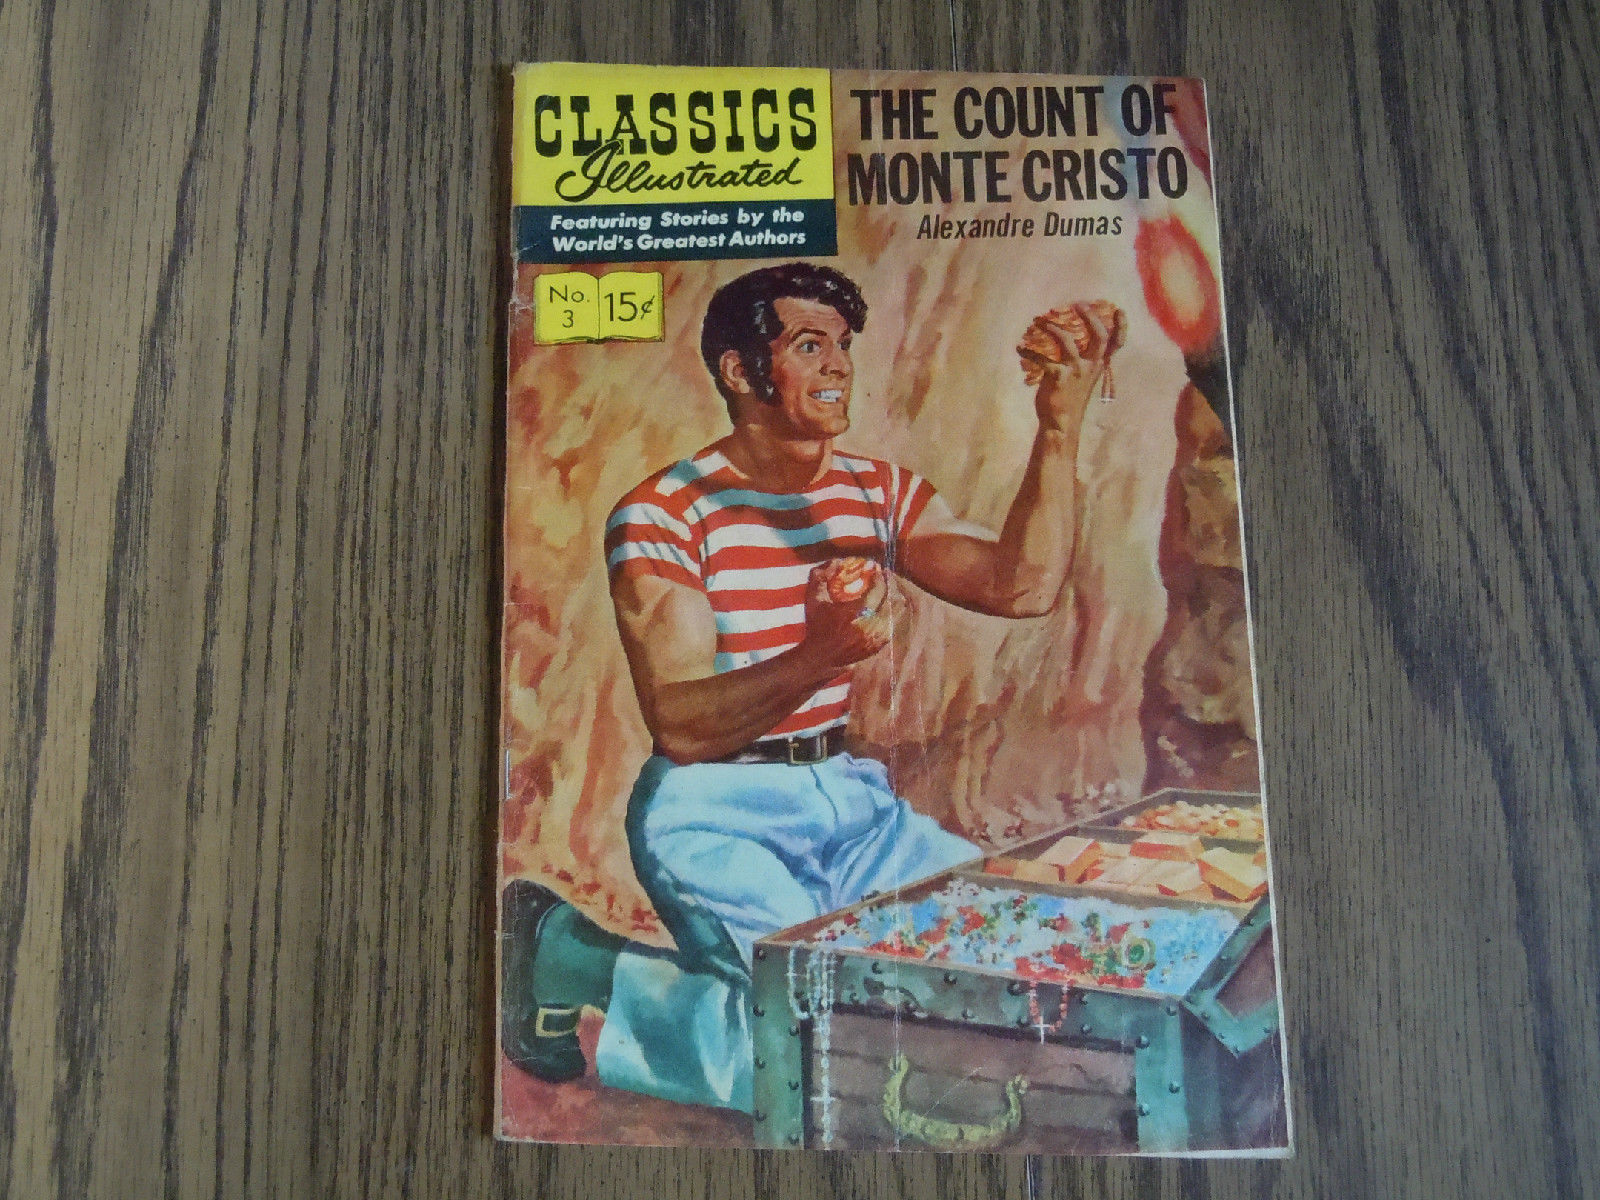 CLASSICS
Illustrated
Featuring Stories by the
World's Greatest Authors
THE COUNT OF
MONTE CRISTO
Alexandre Dumas
No.
3
15¢